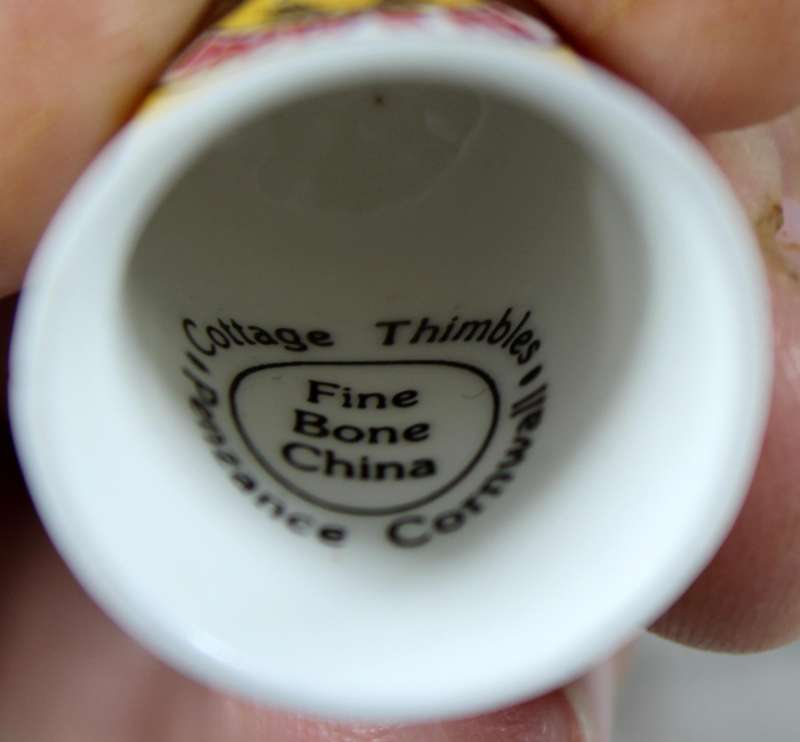 Cottage Thimbles
Fine
Bone
China
Penzance Cornwall